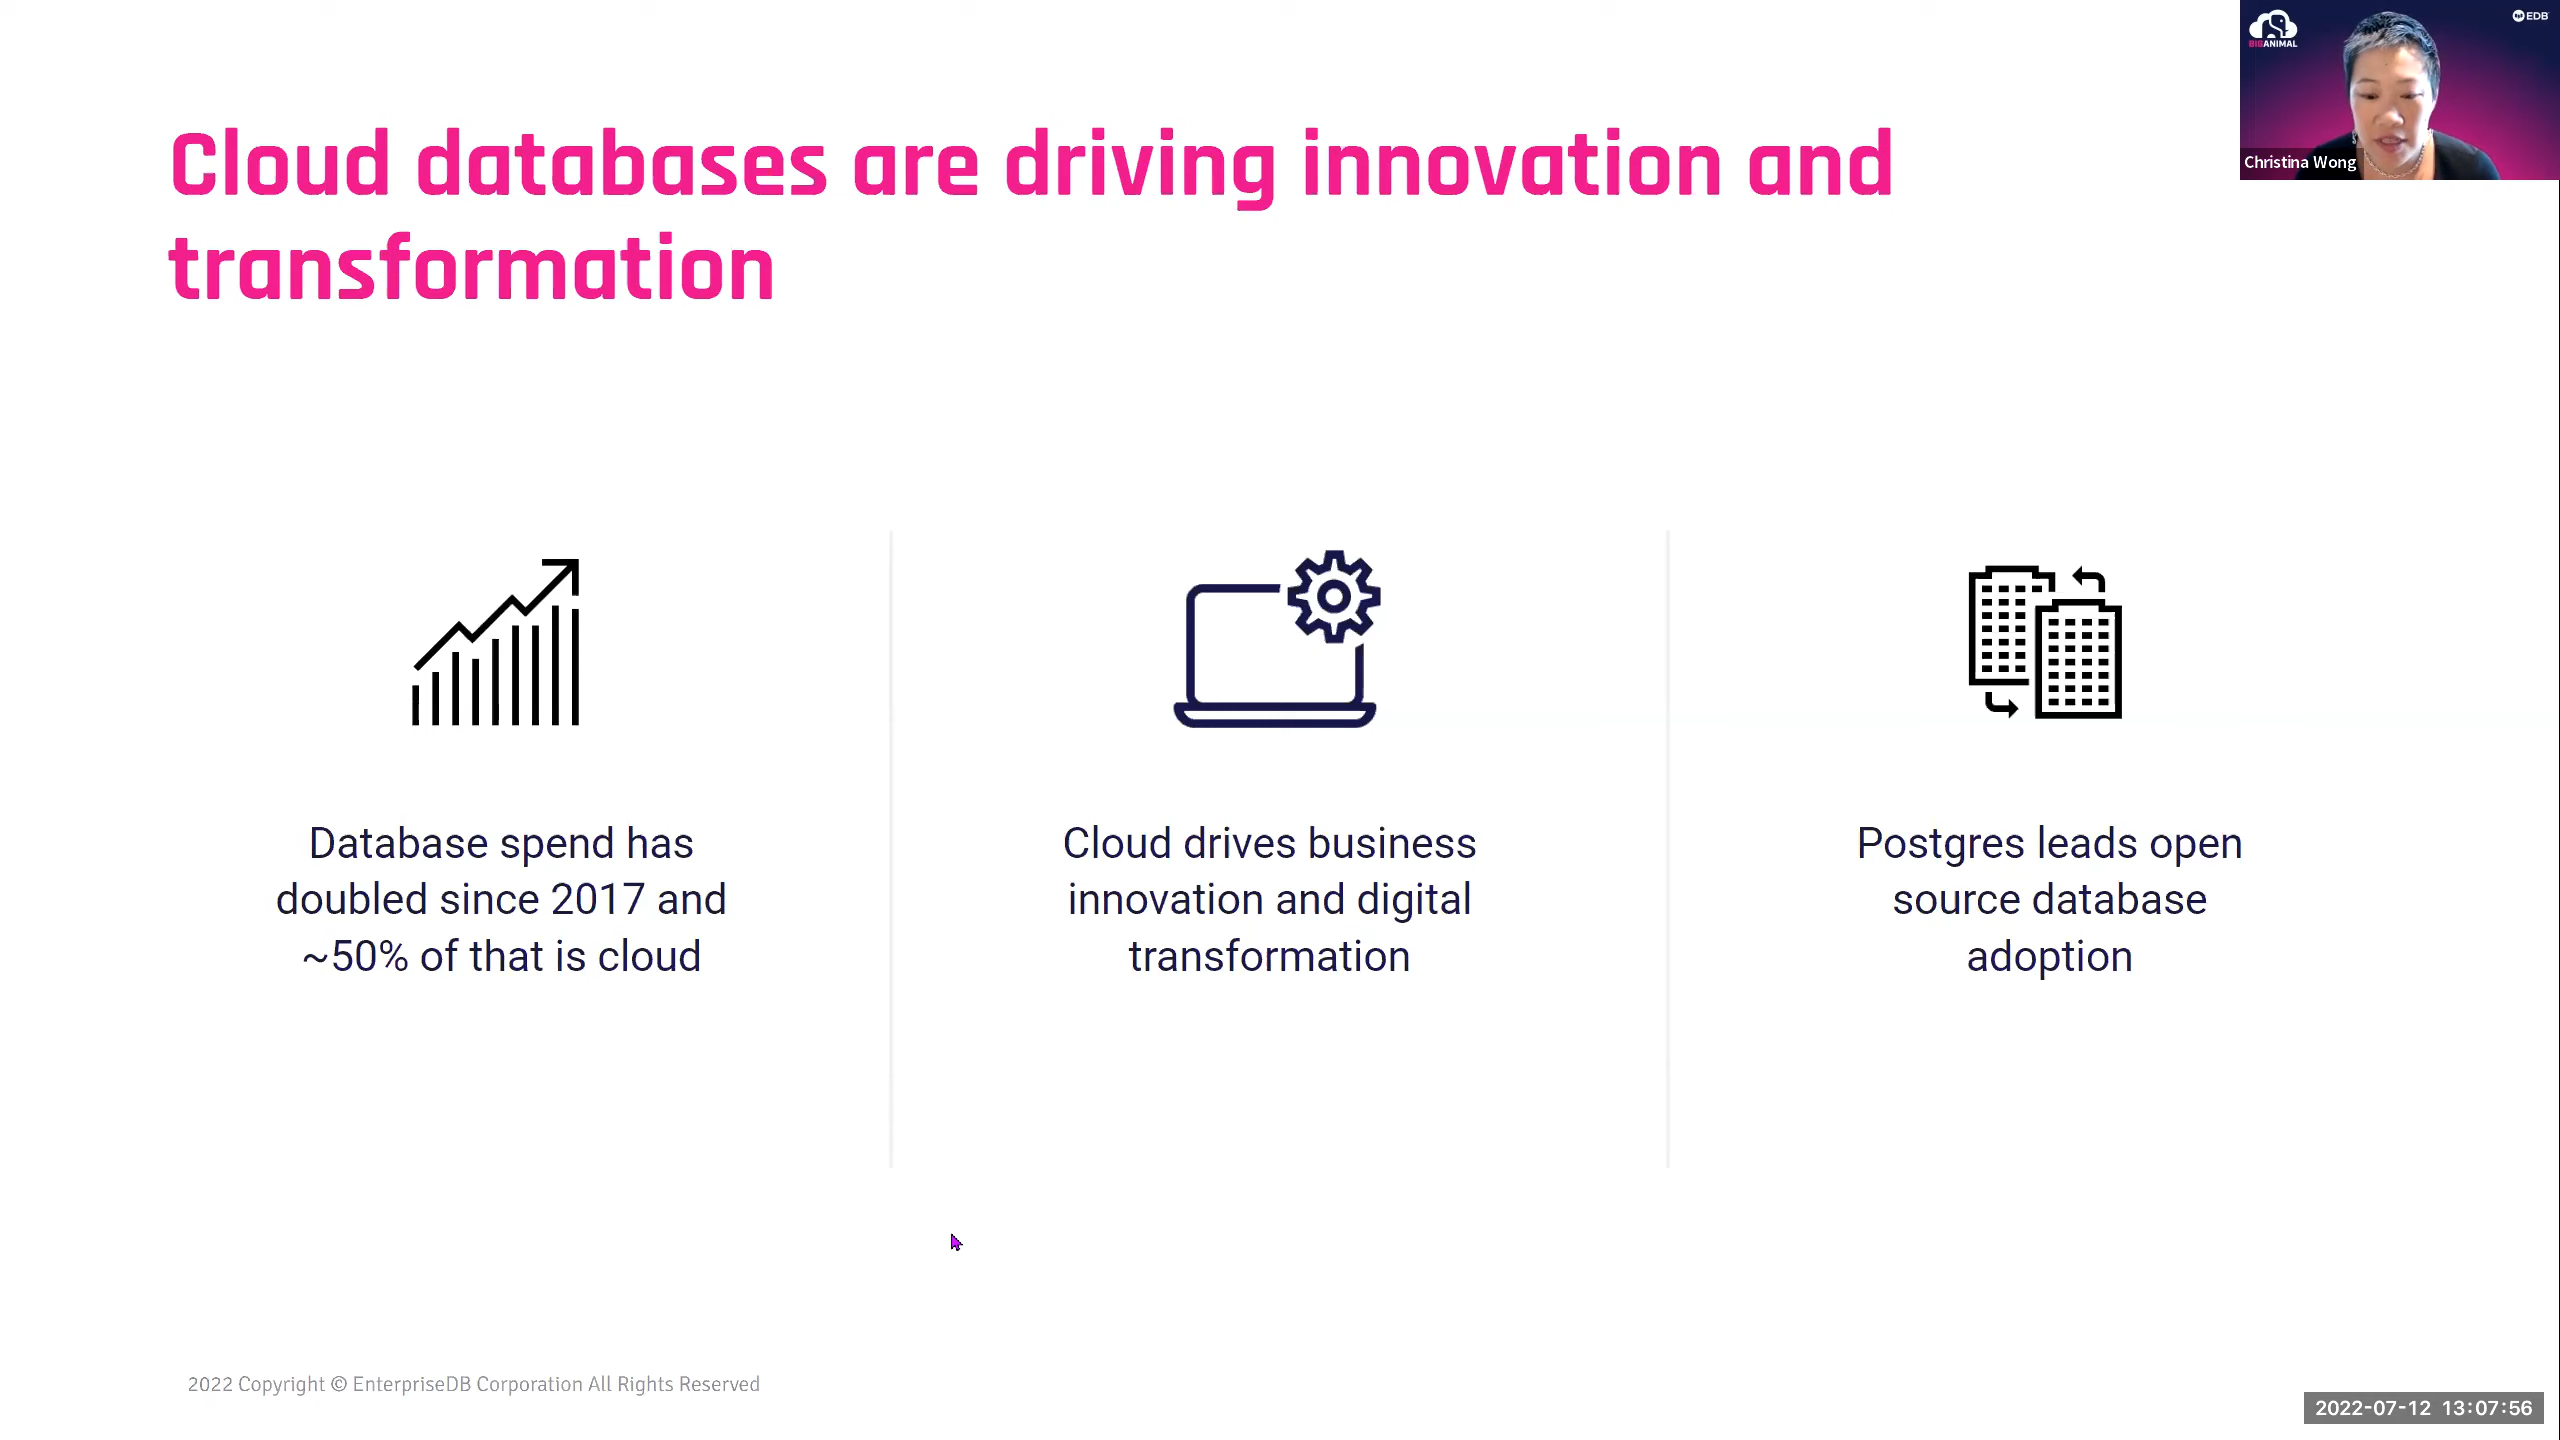 Cloud databases are driving innovation and
transformation
BIGANIMAL
EDB
Christina Wong
Database spend has
doubled since 2017 and
~50% of that is cloud
Cloud drives business
innovation and digital
transformation
Postgres leads open
source database
adoption
2022 Copyright © EnterpriseDB Corporation All Rights Reserved
2022-07-12 13:07:56